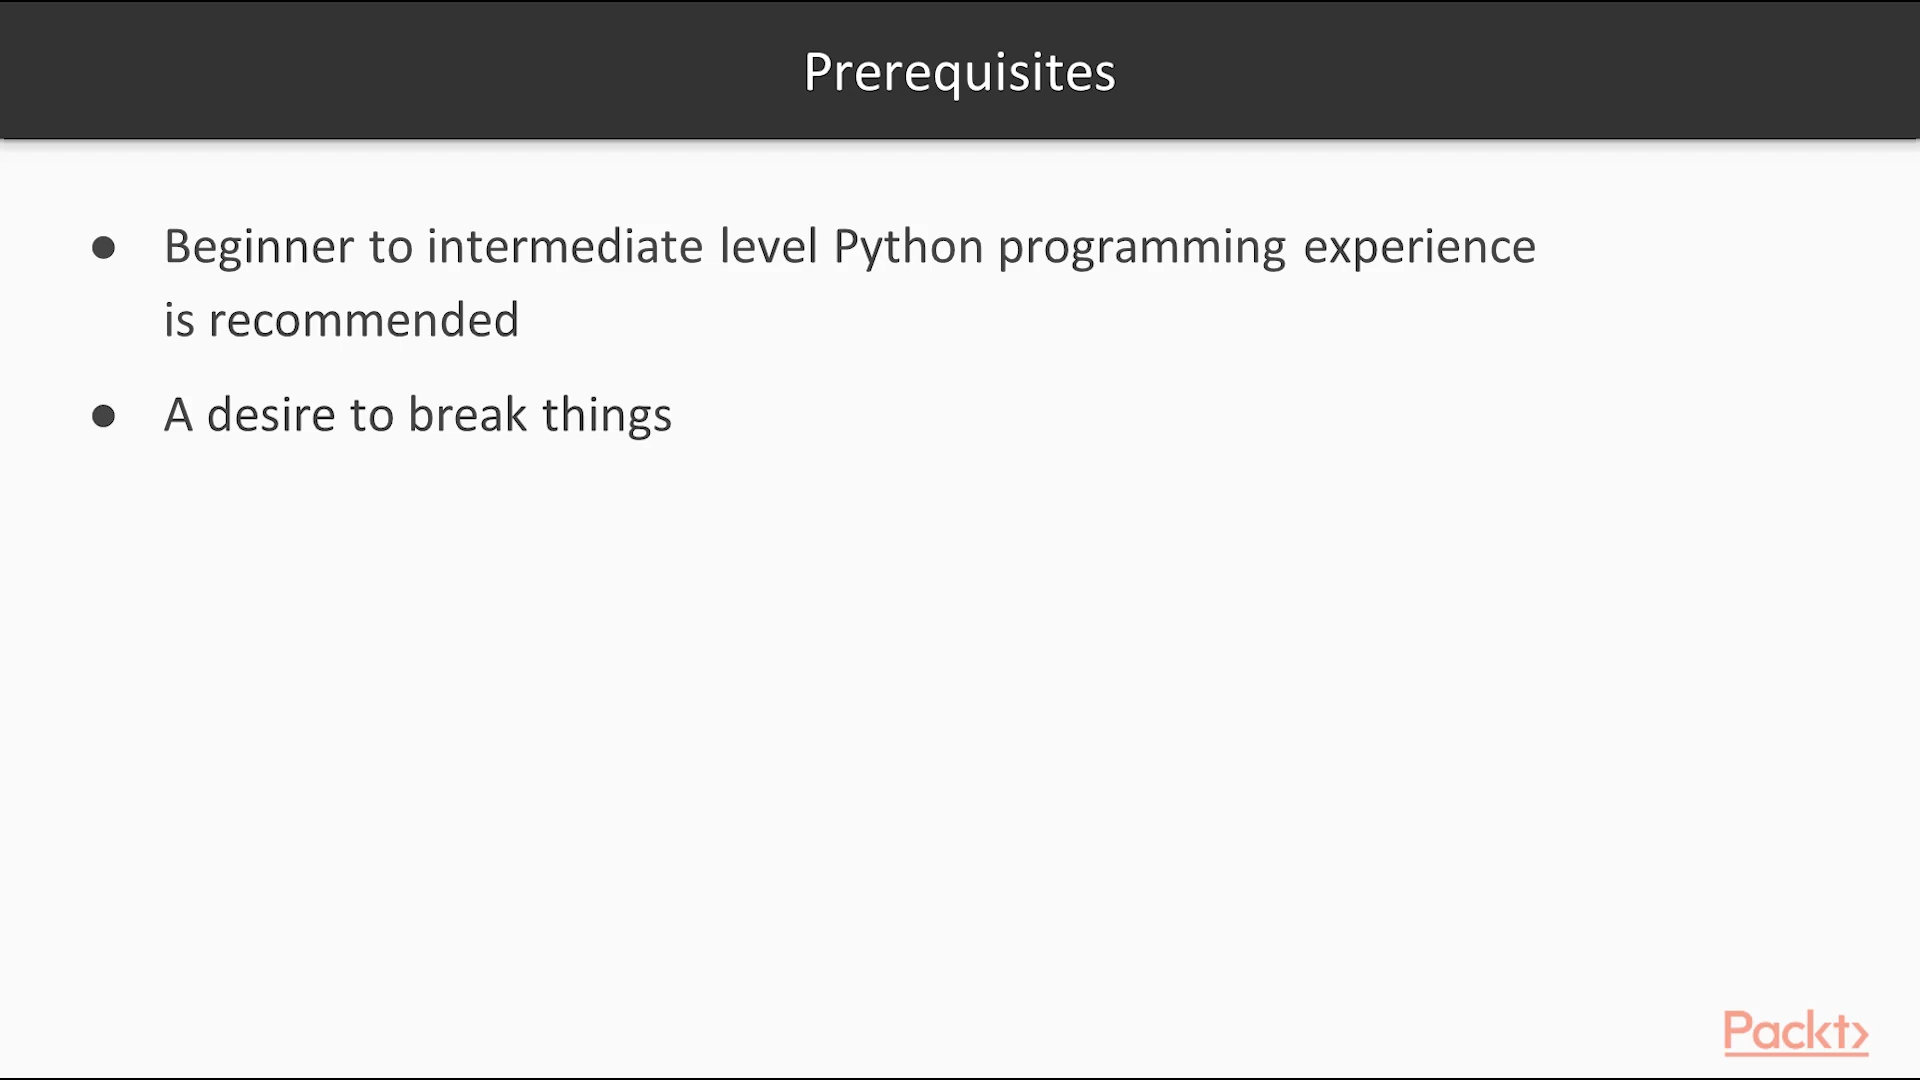 Prerequisites
● Beginner to intermediate level Python programming experience
is recommended
● A desire to break things
Packt>